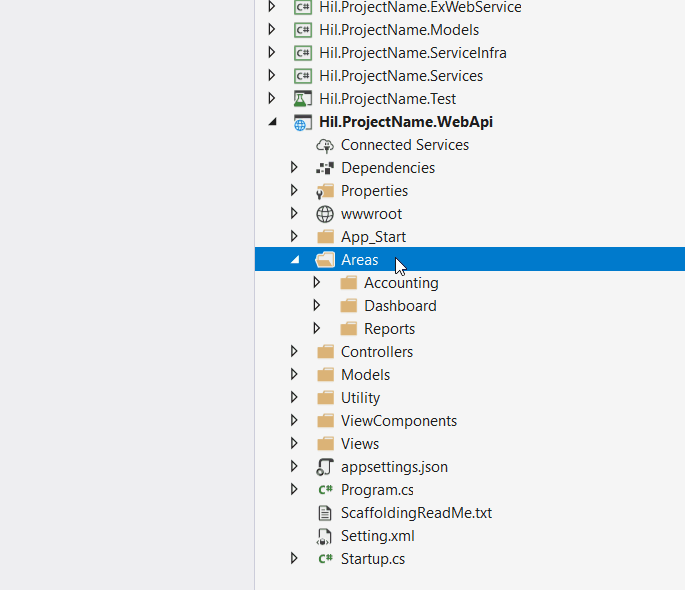 C# Hil.ProjectName.ExWebService
C# Hil.ProjectName.Models
C# Hil.ProjectName.ServiceInfra
C# Hil.ProjectName.Services
Hil.ProjectName.Test
Hil.ProjectName.WebApi
Connected Services
Dependencies
Properties
wwwroot
App_Start
Areas
Accounting
Dashboard
Reports
Controllers
Models
Utility
ViewComponents
Views
appsettings.json
C# Program.cs
ScaffoldingReadMe.txt
Setting.xml
C# Startup.cs